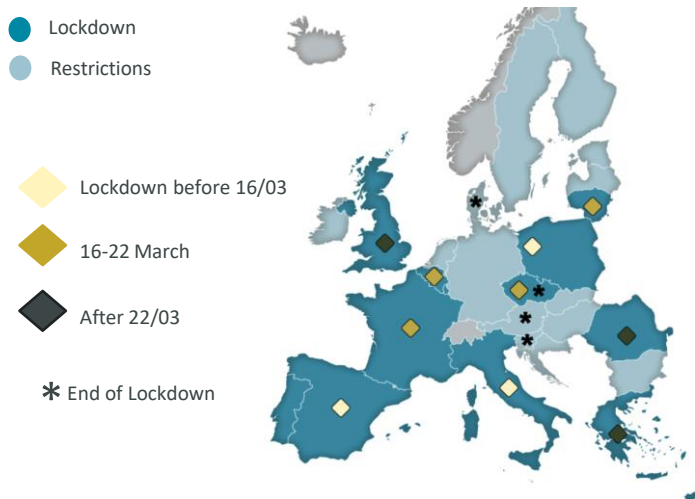 Lockdown
Restrictions
Lockdown before 16/03
16-22 March
After 22/03
* End of Lockdown